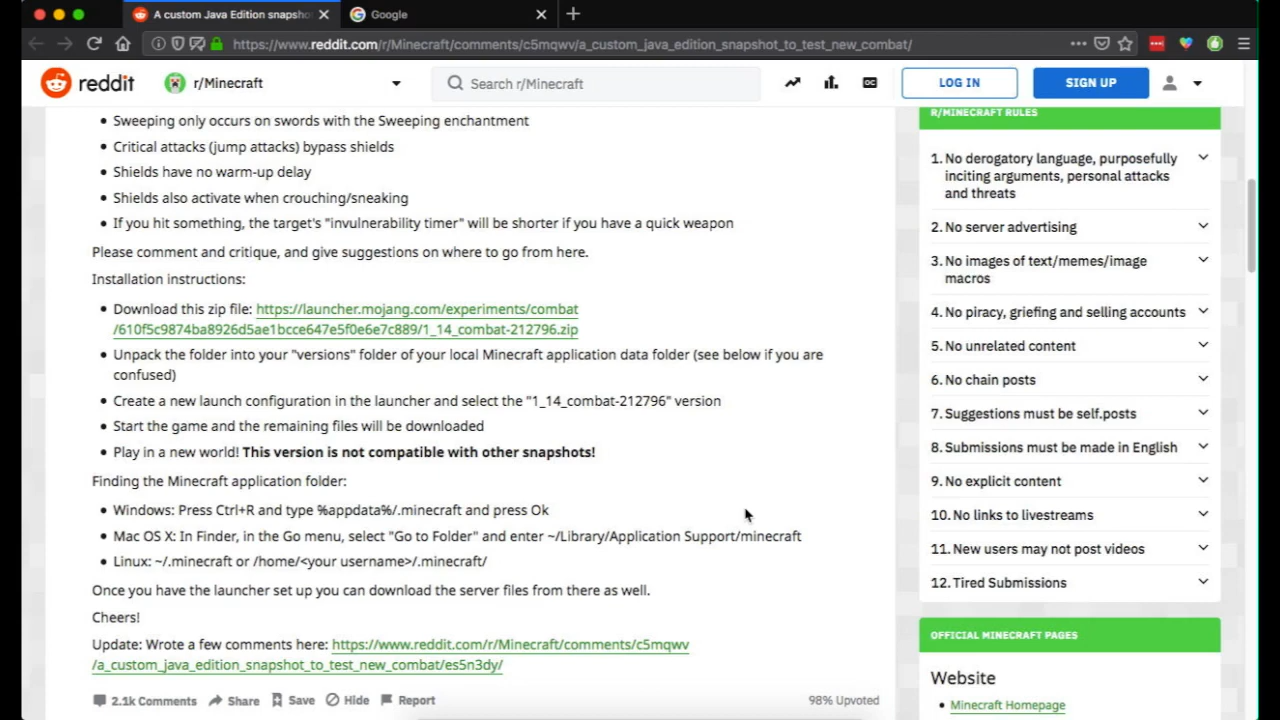 A custom Java Edition snapshot
Google
https://www.reddit.com/r/Minecraft/comments/c5mqwv/a_custom_java_edition_snapshot_to_test_new_combat/
reddit
r/Minecraft
Search r/Minecraft
LOG IN
SIGN UP
Sweeping only occurs on swords with the Sweeping enchantment
Critical attacks (jump attacks) bypass shields
Shields have no warm-up delay
Shields also activate when crouching/sneaking
If you hit something, the target's "invulnerability timer" will be shorter if you have a quick weapon
Please comment and critique, and give suggestions on where to go from here.
Installation instructions:
Download this zip file: https://launcher.mojang.com/experiments/combat
/610f5c9874ba8926d5ae1bcce647e5f0e6e7c889/1_14_combat-212796.zip
Unpack the folder into your "versions" folder of your local Minecraft application data folder (see below if you are
confused)
Create a new launch configuration in the launcher and select the "1_14_combat-212796" version
Start the game and the remaining files will be downloaded
Play in a new world! This version is not compatible with other snapshots!
Finding the Minecraft application folder:
Windows: Press Ctrl+R and type %appdata%/.minecraft and press Ok
Mac OS X: In Finder, in the Go menu, select "Go to Folder" and enter ~/Library/Application Support/minecraft
Linux: ~/.minecraft or /home/<your username>/.minecraft/
Once you have the launcher set up you can download the server files from there as well.
Cheers!
Update: Wrote a few comments here: https://www.reddit.com/r/Minecraft/comments/c5mqwv
/a_custom_java_edition_snapshot_to_test_new_combat/es5n3dy/
2.1k Comments Share Save Hide Report 98% Upvoted
R/MINECRAFT RULES
1. No derogatory language, purposefully
inciting arguments, personal attacks
and threats
2. No server advertising
3. No images of text/memes/image
macros
4. No piracy, griefing and selling accounts
5. No unrelated content
6. No chain posts
7. Suggestions must be self.posts
8. Submissions must be made in English
9. No explicit content
10. No links to livestreams
11. New users may not post videos
12. Tired Submissions
OFFICIAL MINECRAFT PAGES
Website
Minecraft Homepage